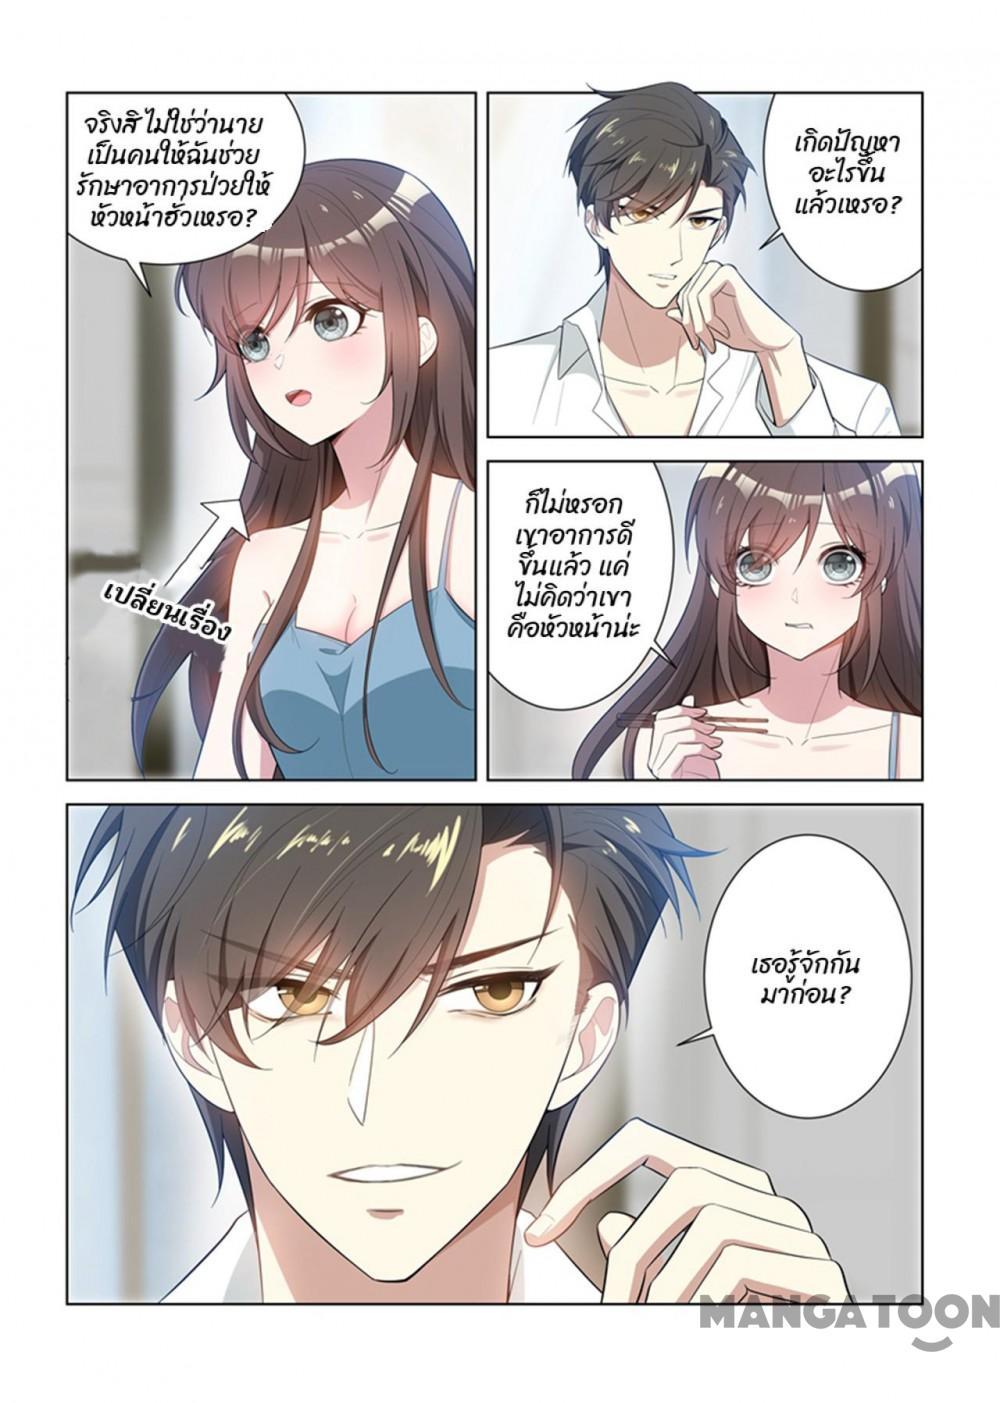 จริงสิ ไม่ใช่ว่านาย
เป็นคนให้ฉันช่วย
รักษาอาการป่วยให้
หัวหน้าฮั่วเหรอ?
เปลี่ยนเรื่อง
เกิดปัญหา
อะไรขึ้น
แล้วเหรอ?
ก็ไม่หรอก
เขาอาการดี
ขึ้นแล้ว แค่
ไม่คิดว่าเขา
คือหัวหน้าน่ะ
เธอรู้จักกัน
มาก่อน?
MANGATOON